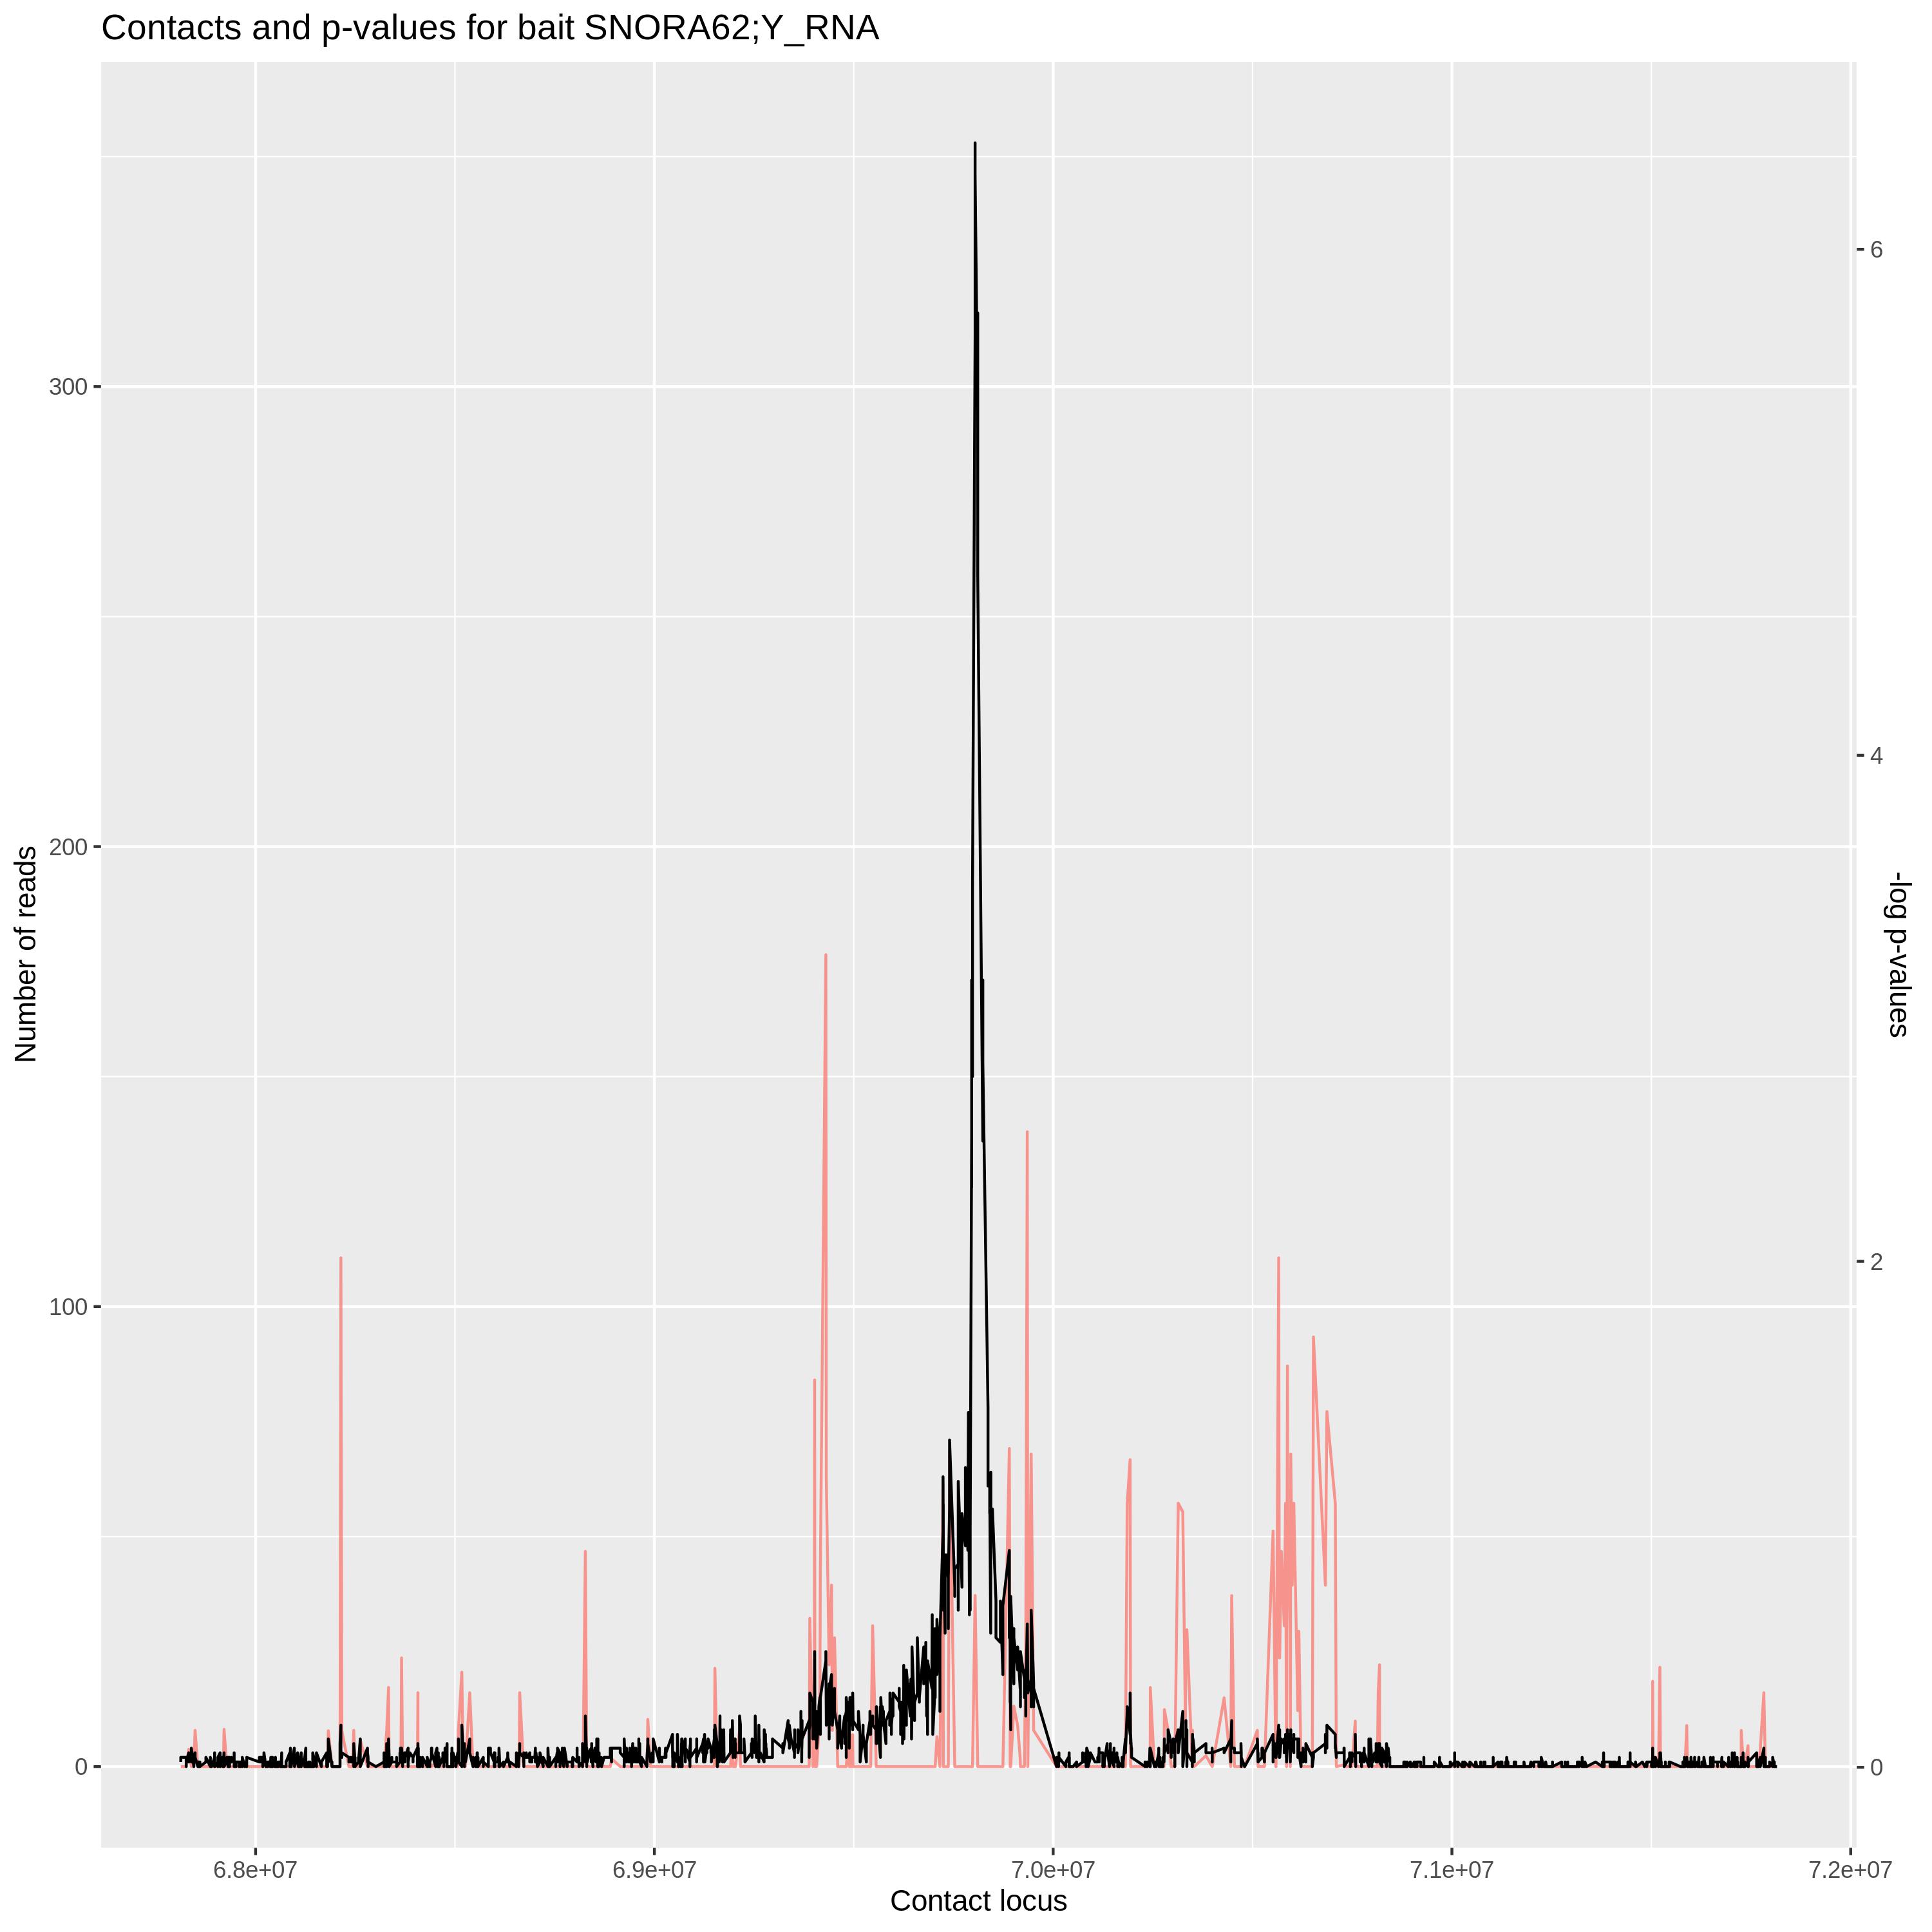 Contacts and p-values for bait SNORA62;Y_RNA
Number of reads
300
200
100
0
6
4
2
0
-log p-values
6.8e+07
6.9e+07
7.0e+07
7.1e+07
7.2e+07
Contact locus